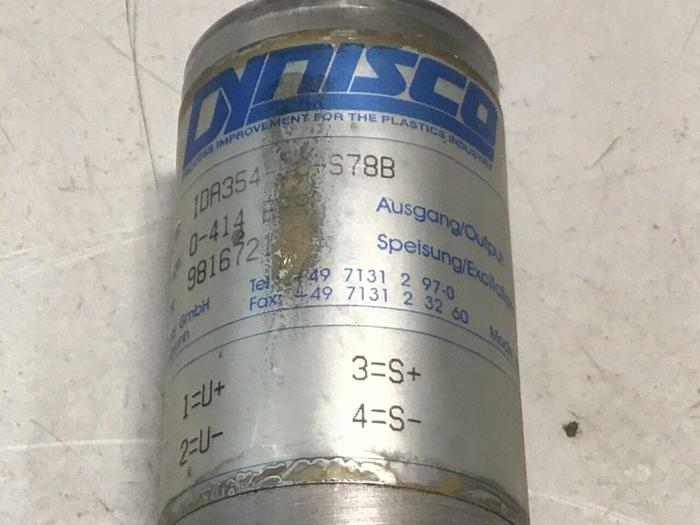 DYNISCO
PROCESS IMPROVEMENT FOR THE PLASTICS INDUSTRY
IDA354- -S78B
0-414
981672
Ausgang/Output
Speisung/Excitation
Tel. +49 7131 2 97-0
Fax: +49 7131 2 32 60
GmbH
1=U+ 3=S+
2=U- 4=S-